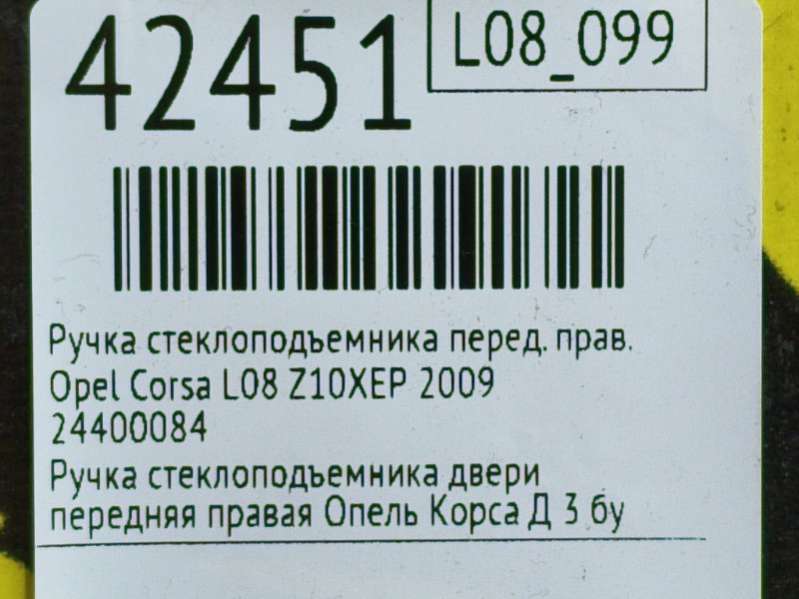 42451
L08_099
Ручка стеклоподъемника перед. прав.
Opel Corsa L08 Z10XEP 2009
24400084
Ручка стеклоподъемника двери
передняя правая Опель Корса Д 3 бу